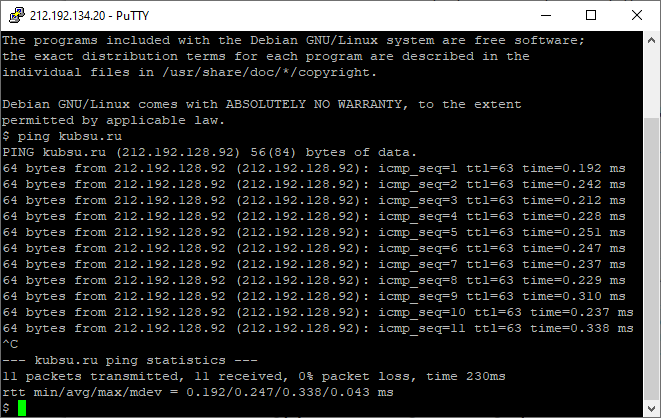 212.192.134.20 - PuTTY
The programs included with the Debian GNU/Linux system are free software;
the exact distribution terms for each program are described in the
individual files in /usr/share/doc/*/copyright.
Debian GNU/Linux comes with ABSOLUTELY NO WARRANTY, to the extent
permitted by applicable law.
$ ping kubsu.ru
PING kubsu.ru (212.192.128.92) 56(84) bytes of data.
64 bytes from 212.192.128.92 (212.192.128.92): icmp_seq=1 ttl=63 time=0.192 ms
64 bytes from 212.192.128.92 (212.192.128.92): icmp_seq=2 ttl=63 time=0.242 ms
64 bytes from 212.192.128.92 (212.192.128.92): icmp_seq=3 ttl=63 time=0.212 ms
64 bytes from 212.192.128.92 (212.192.128.92): icmp_seq=4 ttl=63 time=0.228 ms
64 bytes from 212.192.128.92 (212.192.128.92): icmp_seq=5 ttl=63 time=0.251 ms
64 bytes from 212.192.128.92 (212.192.128.92): icmp_seq=6 ttl=63 time=0.247 ms
64 bytes from 212.192.128.92 (212.192.128.92): icmp_seq=7 ttl=63 time=0.237 ms
64 bytes from 212.192.128.92 (212.192.128.92): icmp_seq=8 ttl=63 time=0.229 ms
64 bytes from 212.192.128.92 (212.192.128.92): icmp_seq=9 ttl=63 time=0.310 ms
64 bytes from 212.192.128.92 (212.192.128.92): icmp_seq=10 ttl=63 time=0.237 ms
64 bytes from 212.192.128.92 (212.192.128.92): icmp_seq=11 ttl=63 time=0.338 ms
^C
--- kubsu.ru ping statistics ---
11 packets transmitted, 11 received, 0% packet loss, time 230ms
rtt min/avg/max/mdev = 0.192/0.247/0.338/0.043 ms
$